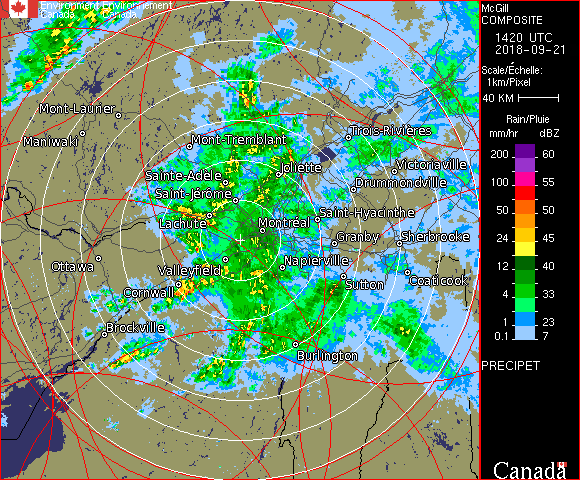 Environment Environnement
Canada Canada
Mont-Laurier
Maniwaki
Mont-Tremblant
Trois-Rivières
Joliette
Victoriaville
Sainte-Adèle
Drummondville
Saint-Jérôme
Saint-Hyacinthe
Lachute
Montréal
Granby
Sherbrooke
Ottawa
Valleyfield
Napierville
Sutton
Coaticook
Cornwall
Brockville
Burlington
McGill
COMPOSITE
1420 UTC
2018-09-21
Scale/Échelle:
1km/Pixel
40 KM
Rain/Pluie
mm/hr dBZ
200 60
100 55
50 50
24 45
12 40
4 33
1 23
0.1 7
PRECIPET
Canada